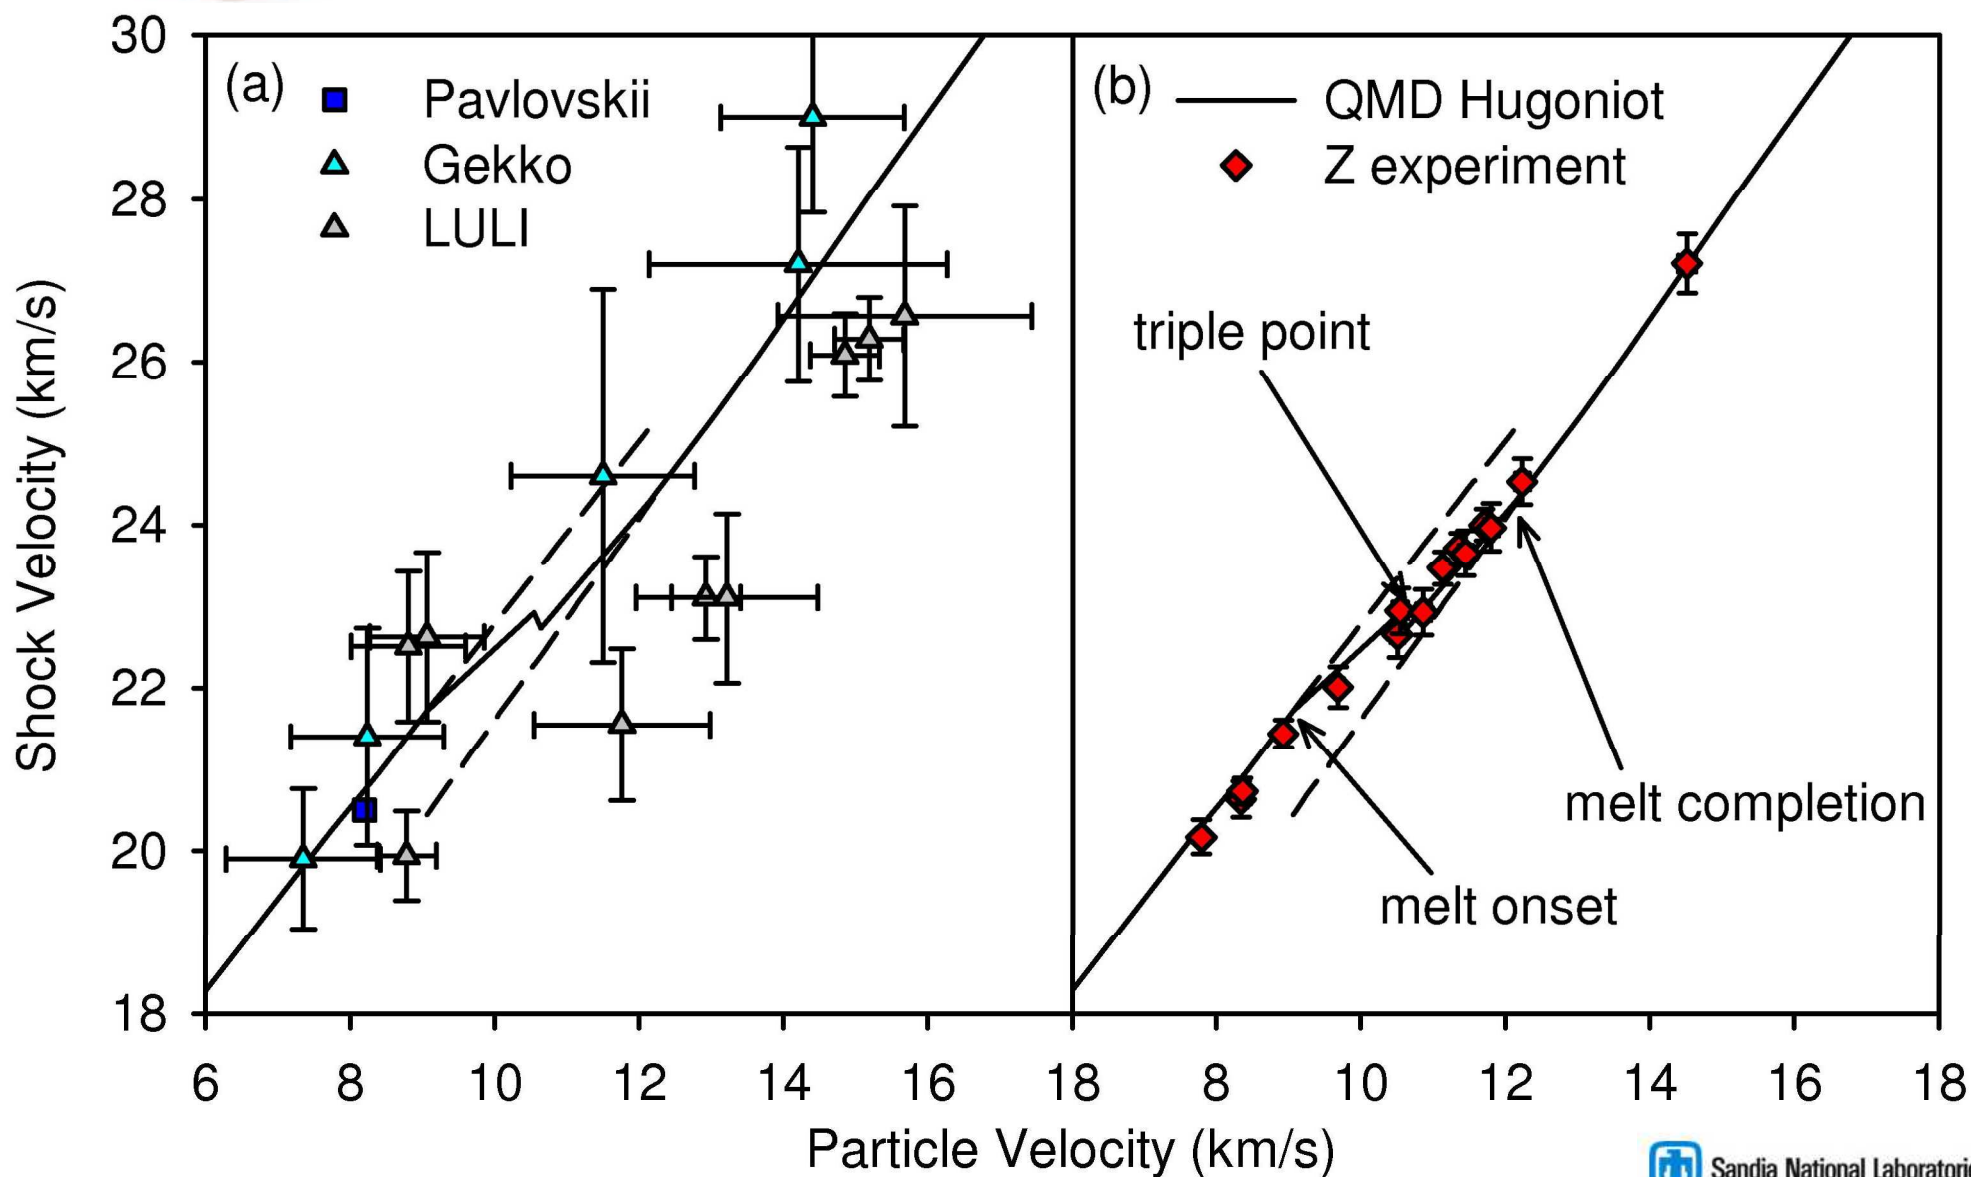 30
28
26
24
22
20
18
Shock Velocity (km/s)
(a)
Pavlovskii
Gekko
LULI
(b)
QMD Hugoniot
Z experiment
triple point
melt completion
melt onset
6 8 10 12 14 16 18 8 10 12 14 16 18
Particle Velocity (km/s)
Sandia National